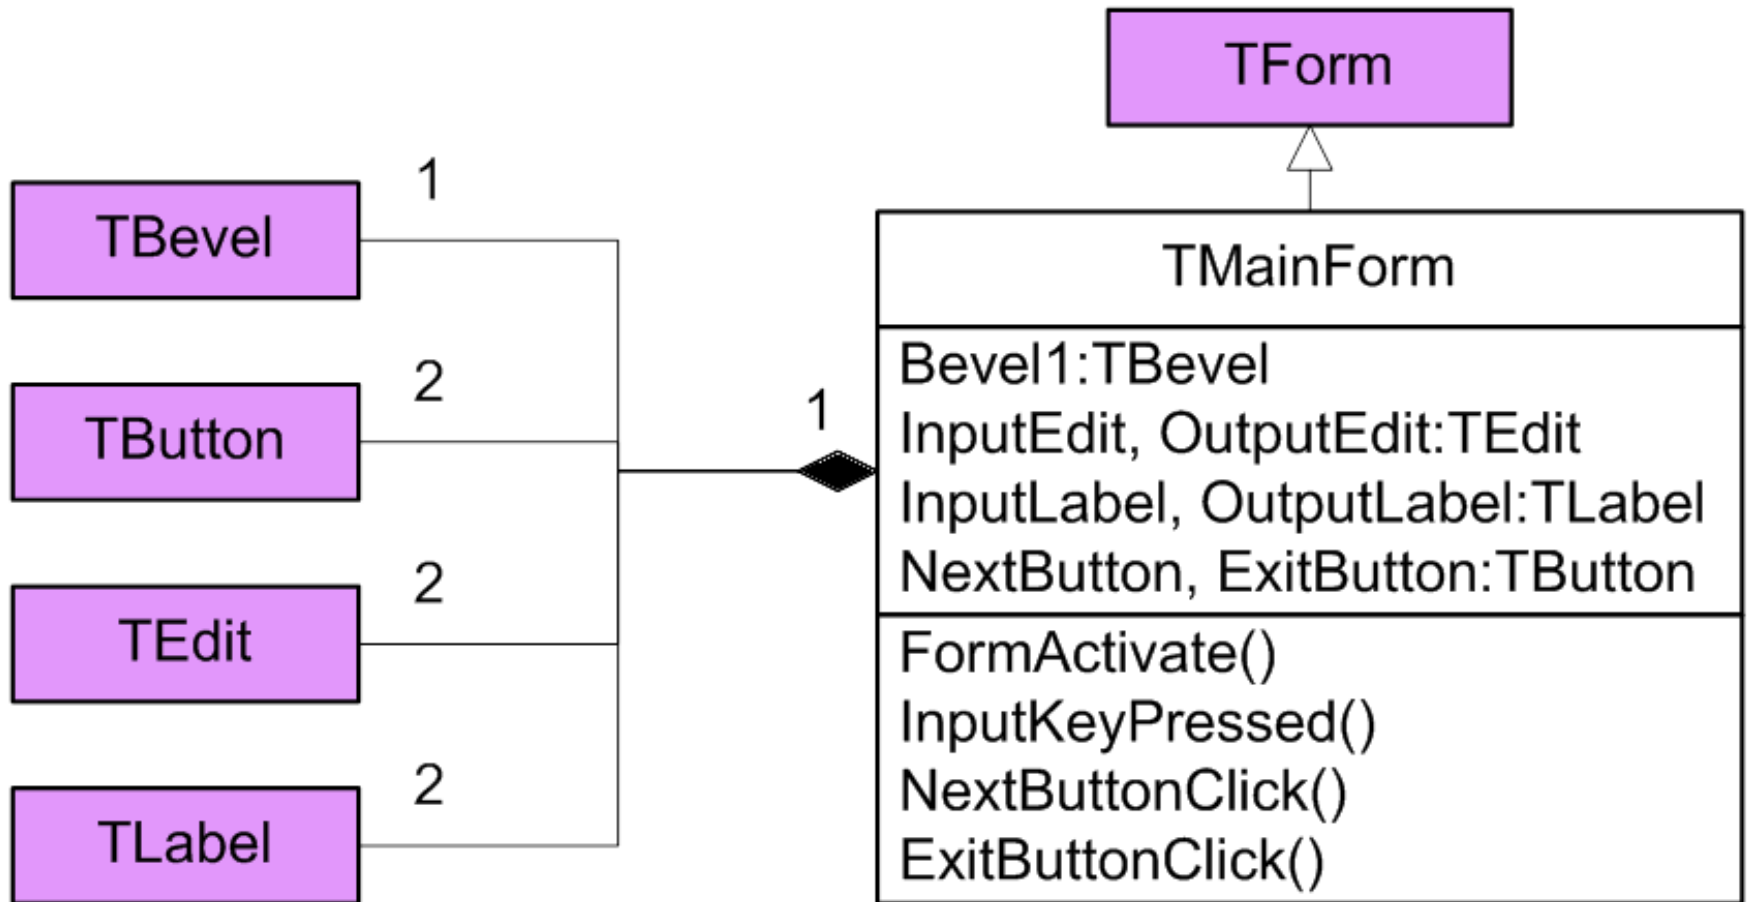 TForm
TBevel
1
TButton
2
TEdit
2
TLabel
2
1
TMainForm
Bevel1:TBevel
InputEdit, OutputEdit:TEdit
InputLabel, OutputLabel:TLabel
NextButton, ExitButton:TButton
FormActivate()
InputKeyPressed()
NextButtonClick()
ExitButtonClick()